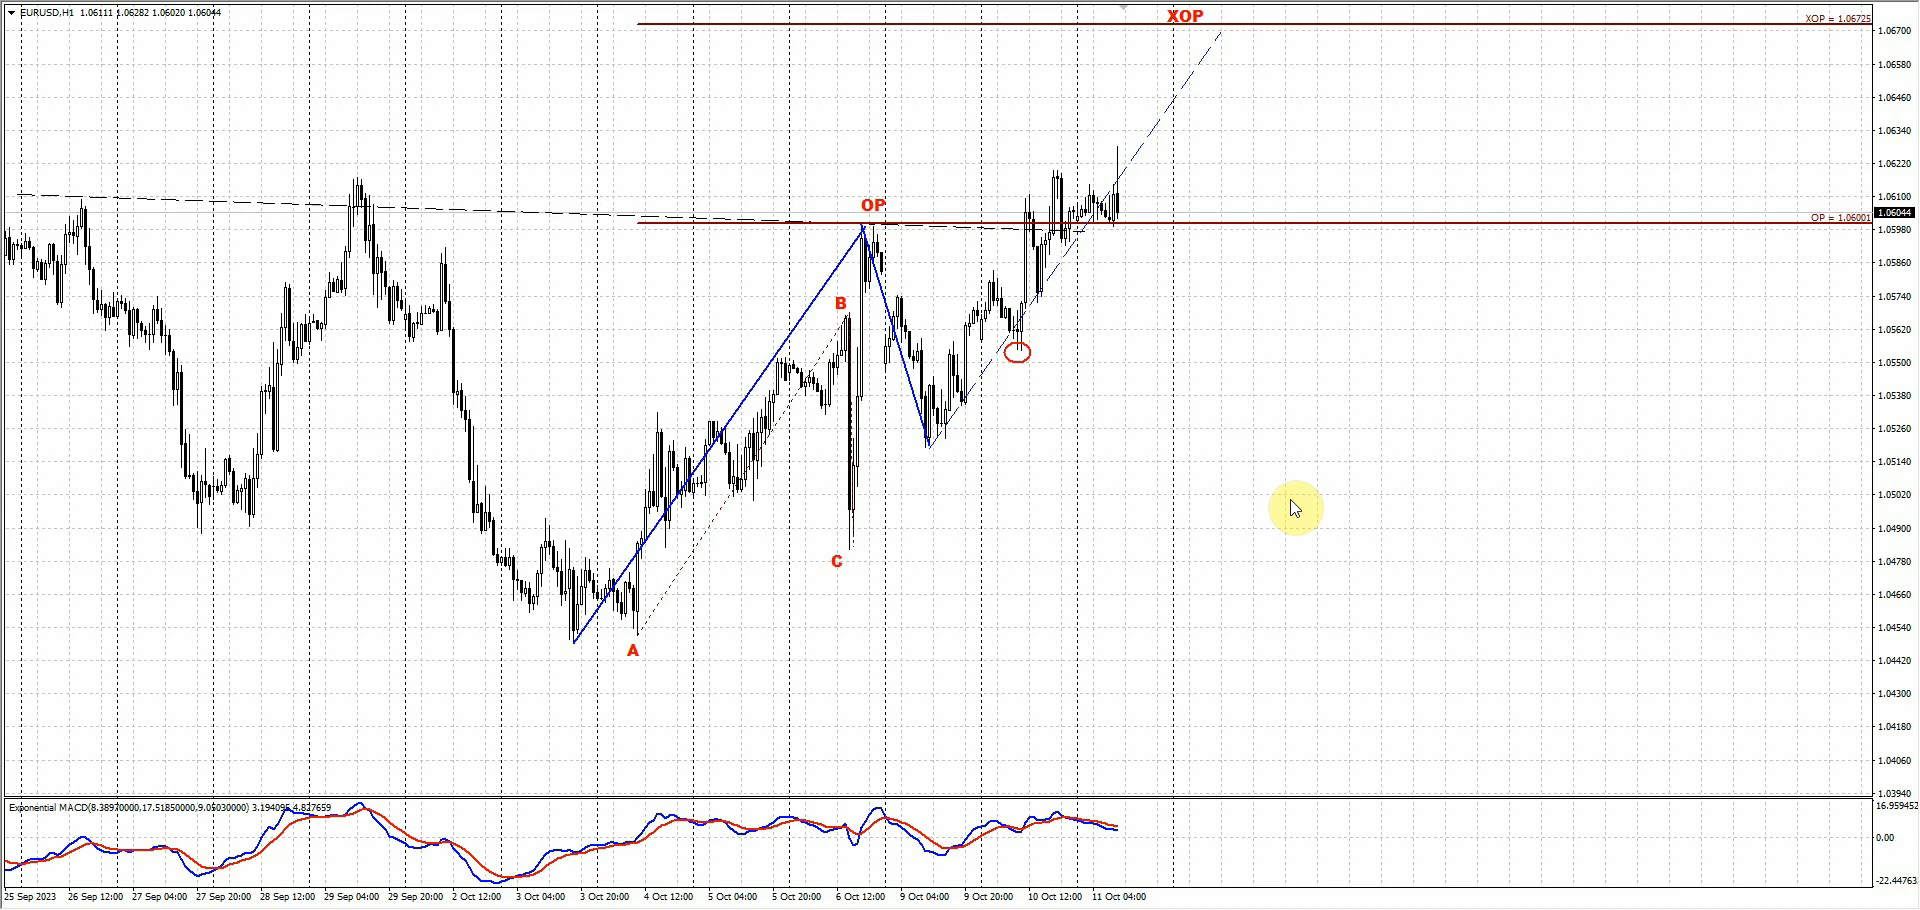 EURUSD,H1 1.06111 1.06282 1.06020 1.06044
XOP
XOP = 1.06725
1.06700
1.06580
1.06460
1.06340
1.06220
1.06100
OP
1.06044
OP = 1.06001
1.05980
1.05860
1.05740
B
1.05620
1.05500
1.05380
1.05260
1.05140
1.05020
1.04900
C
1.04780
1.04660
1.04540
A
1.04420
1.04300
1.04180
1.04060
1.03940
Exponential MACD(8.38970000,17.51850000,9.05030000) 3.194095 4.827659
16.959452
0.00
-22.44763
25 Sep 2023 26 Sep 12:00 27 Sep 04:00 27 Sep 20:00 28 Sep 12:00 29 Sep 04:00 29 Sep 20:00 2 Oct 12:00 3 Oct 04:00 3 Oct 20:00 4 Oct 12:00 5 Oct 04:00 5 Oct 20:00 6 Oct 12:00 9 Oct 04:00 9 Oct 20:00 10 Oct 12:00 11 Oct 04:00